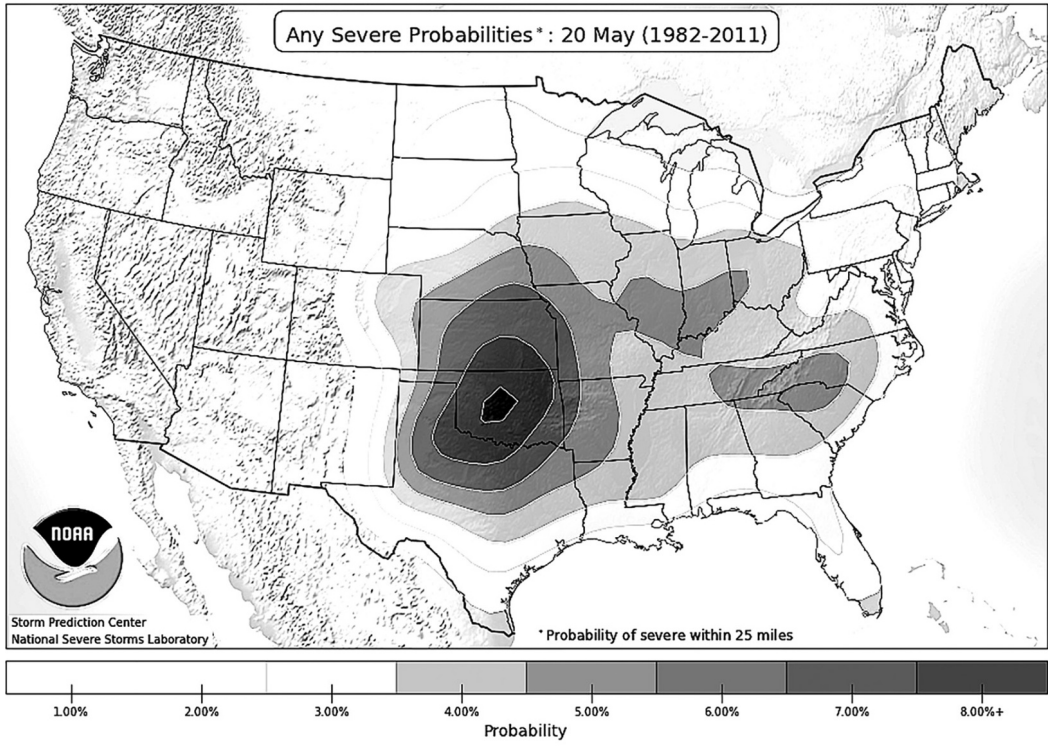 Any Severe Probabilities*: 20 May (1982-2011)
NOAA
Storm Prediction Center
National Severe Storms Laboratory
*Probability of severe within 25 miles
1.00% 2.00% 3.00% 4.00% 5.00% 6.00% 7.00% 8.00%+
Probability